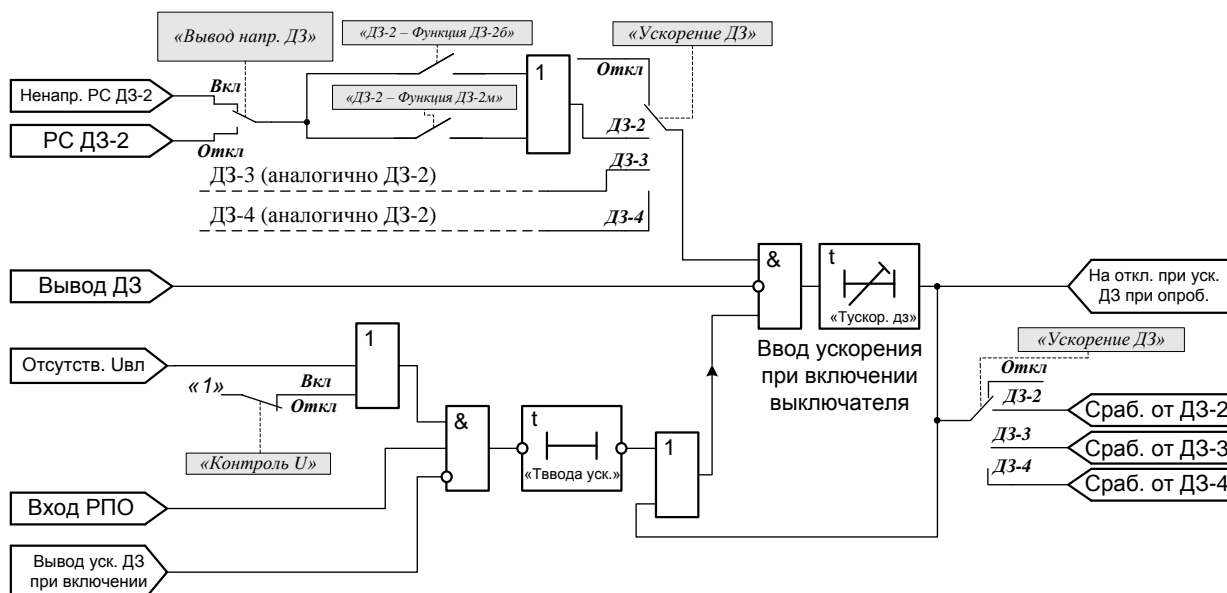 «ДЗ-2 – Функция ДЗ-2б»
«Вывод напр. ДЗ»
«Ускорение ДЗ»
Ненапр. РС ДЗ-2
Вкл
1
Откл
«ДЗ-2 – Функция ДЗ-2м»
РС ДЗ-2
Откл
ДЗ-2
ДЗ-3 (аналогично ДЗ-2)
ДЗ-3
ДЗ-4 (аналогично ДЗ-2)
ДЗ-4
Вывод ДЗ
&
t
«Тускор. дз»
На откл. при уск.
ДЗ при опроб.
Ввод ускорения
при включении
выключателя
Отсутств. Uвл
1
«1»
Вкл
Откл
«Контроль U»
«Ускорение ДЗ»
Откл
ДЗ-2
Сраб. от ДЗ-2
ДЗ-3
Сраб. от ДЗ-3
ДЗ-4
Сраб. от ДЗ-4
&
t
«Тввода уск.»
1
Вход РПО
Вывод уск. ДЗ
при включении